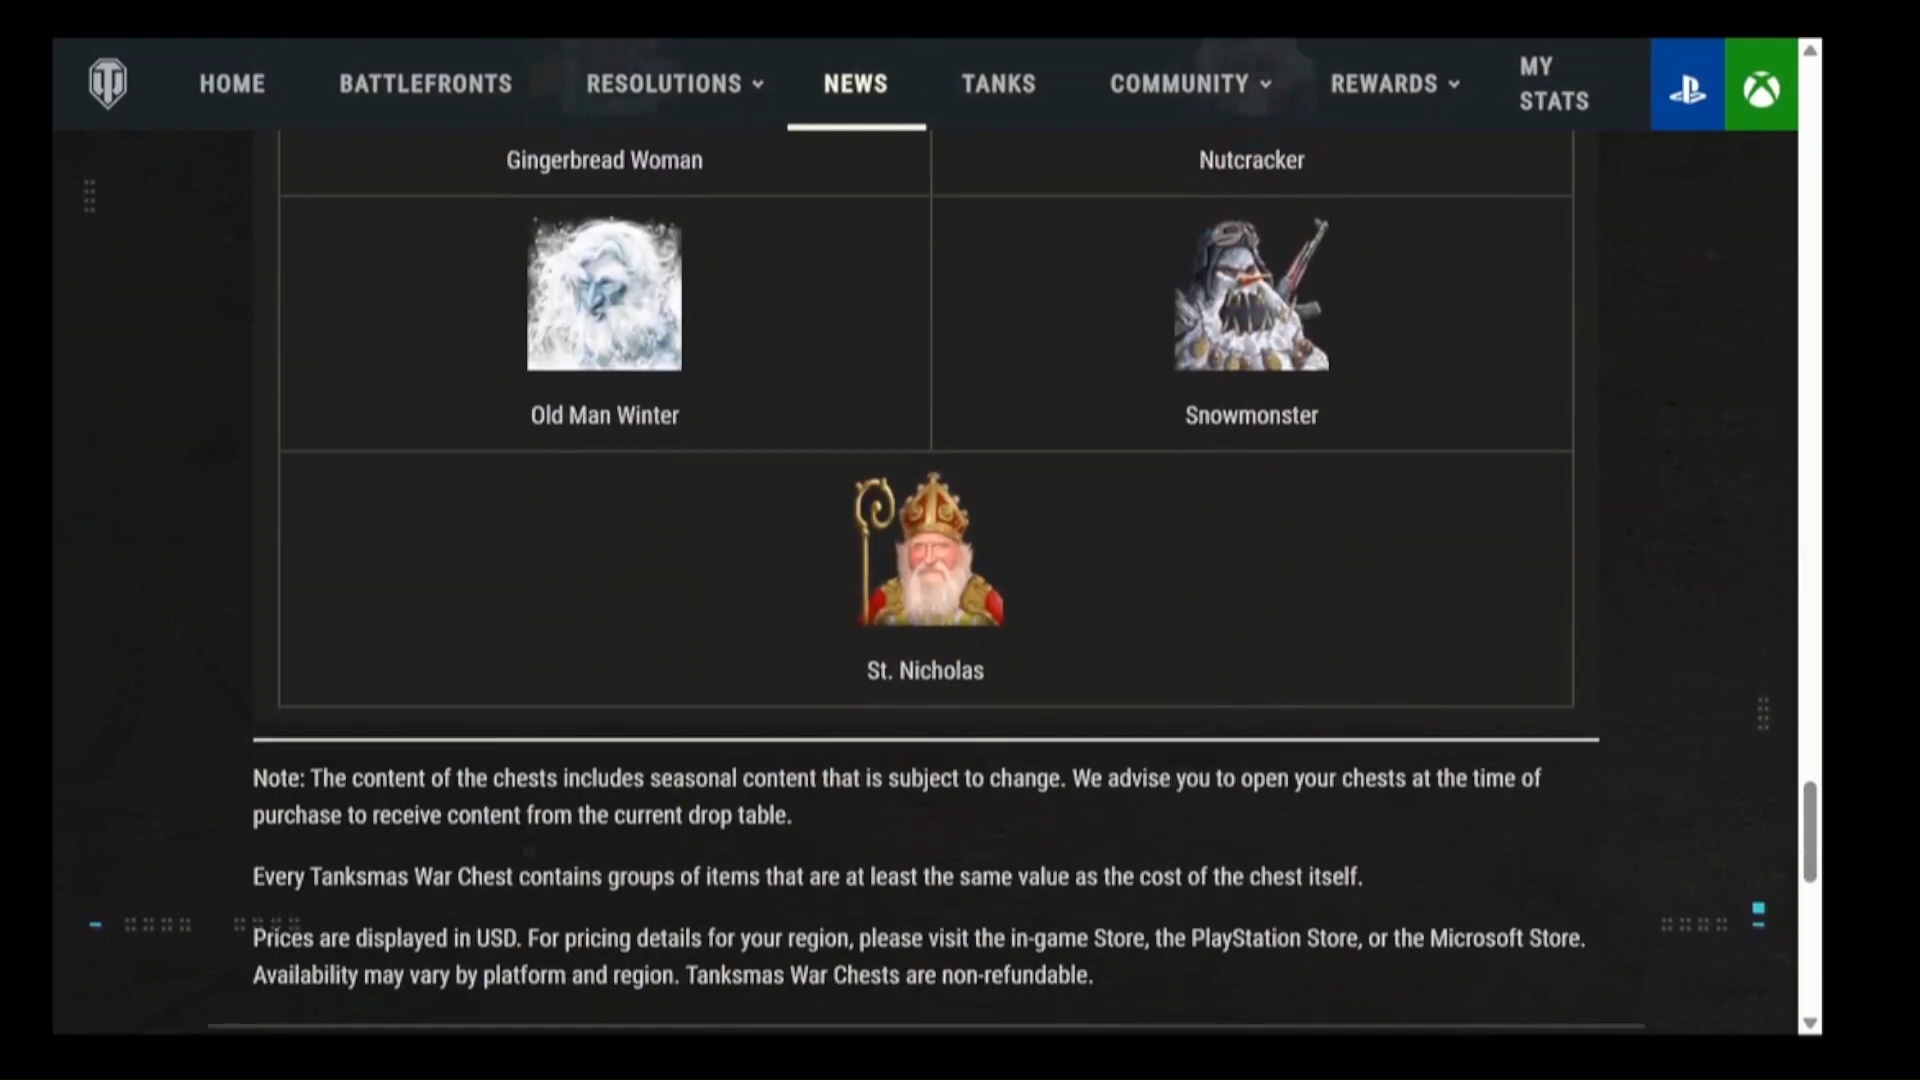 HOME BATTLEFRONTS RESOLUTIONS NEWS TANKS COMMUNITY REWARDS MY STATS
Gingerbread Woman Nutcracker
Old Man Winter Snowmonster
St. Nicholas
Note: The content of the chests includes seasonal content that is subject to change. We advise you to open your chests at the time of
purchase to receive content from the current drop table.
Every Tanksmas War Chest contains groups of items that are at least the same value as the cost of the chest itself.
Prices are displayed in USD. For pricing details for your region, please visit the in-game Store, the PlayStation Store, or the Microsoft Store.
Availability may vary by platform and region. Tanksmas War Chests are non-refundable.